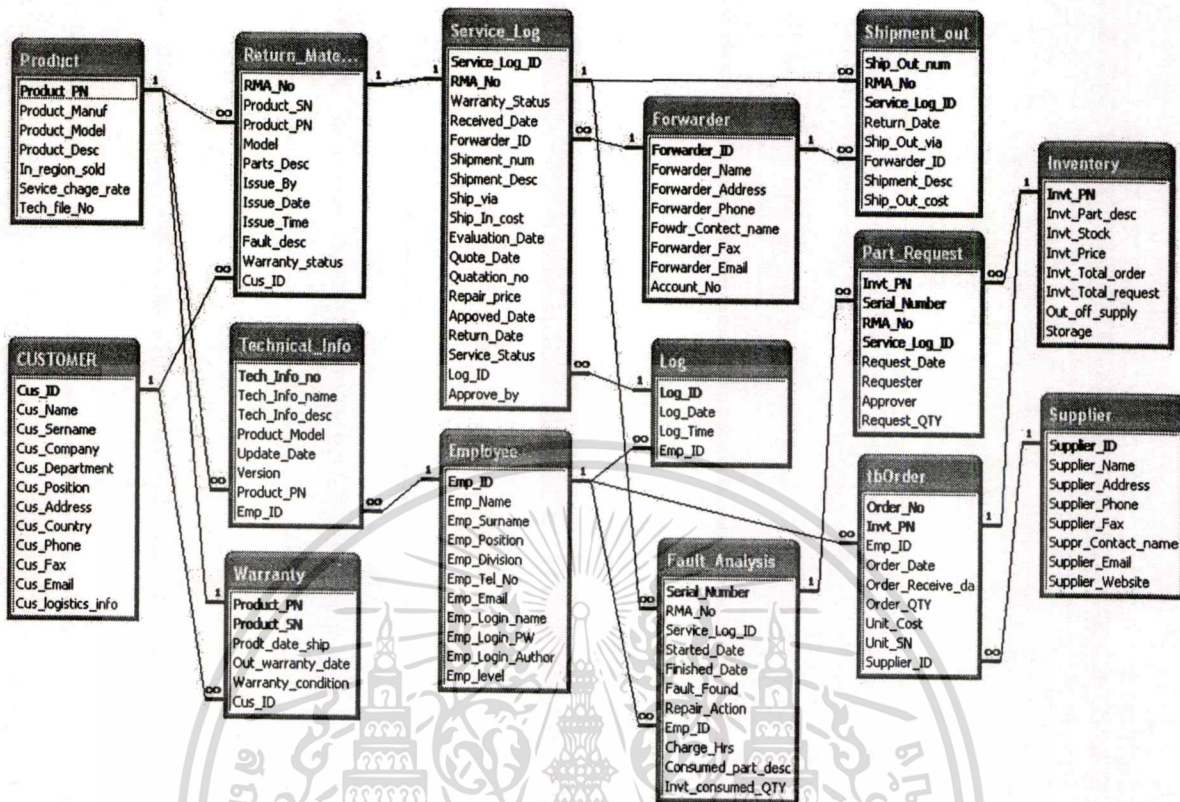 Product
Product_PN
Product_Manuf
Product_Model
Product_Desc
In_region_sold
Sevice_chage_rate
Tech_file_No
Return_Mate...
RMA_No
Product_SN
Product_PN
Model
Parts_Desc
Issue_By
Issue_Date
Issue_Time
Fault_desc
Warranty_status
Cus_ID
Service_Log
Service_Log_ID
RMA_No
Warranty_Status
Received_Date
Forwarder_ID
Shipment_num
Shipment_Desc
Ship_via
Ship_In_cost
Evaluation_Date
Quote_Date
Quatation_no
Repair_price
Appoved_Date
Return_Date
Service_Status
Log_ID
Approve_by
Shipment_out
Ship_Out_num
RMA_No
Service_Log_ID
Return_Date
Ship_Out_via
Forwarder_ID
Shipment_Desc
Ship_Out_cost
Forwarder
Forwarder_ID
Forwarder_Name
Forwarder_Address
Forwarder_Phone
Fowdr_Contect_name
Forwarder_Fax
Forwarder_Email
Account_No
Inventory
Invt_PN
Invt_Part_desc
Invt_Stock
Invt_Price
Invt_Total_order
Invt_Total_request
Out_off_supply
Storage
Part_Request
Invt_PN
Serial_Number
RMA_No
Service_Log_ID
Request_Date
Requester
Approver
Request_QTY
CUSTOMER
Cus_ID
Cus_Name
Cus_Sername
Cus_Company
Cus_Department
Cus_Position
Cus_Address
Cus_Country
Cus_Phone
Cus_Fax
Cus_Email
Cus_logistics_info
Technical_Info
Tech_Info_no
Tech_Info_name
Tech_Info_desc
Product_Model
Update_Date
Version
Product_PN
Emp_ID
Log
Log_ID
Log_Date
Log_Time
Emp_ID
Supplier
Supplier_ID
Supplier_Name
Supplier_Address
Supplier_Phone
Supplier_Fax
Suppr_Contact_name
Supplier_Email
Supplier_Website
Employee
Emp_ID
Emp_Name
Emp_Surname
Emp_Position
Emp_Division
Emp_Tel_No
Emp_Email
Emp_Login_name
Emp_Login_PW
Emp_Login_Author
Emp_level
tbOrder
Order_No
Invt_PN
Emp_ID
Order_Date
Order_Receive_da
Order_QTY
Unit_Cost
Unit_SN
Supplier_ID
Warranty
Product_PN
Product_SN
Prodt_date_ship
Out_warranty_date
Warranty_condition
Cus_ID
Fault_Analysis
Serial_Number
RMA_No
Service_Log_ID
Started_Date
Finished_Date
Fault_Found
Repair_Action
Emp_ID
Charge_Hrs
Consumed_part_desc
Invt_consumed_QTY